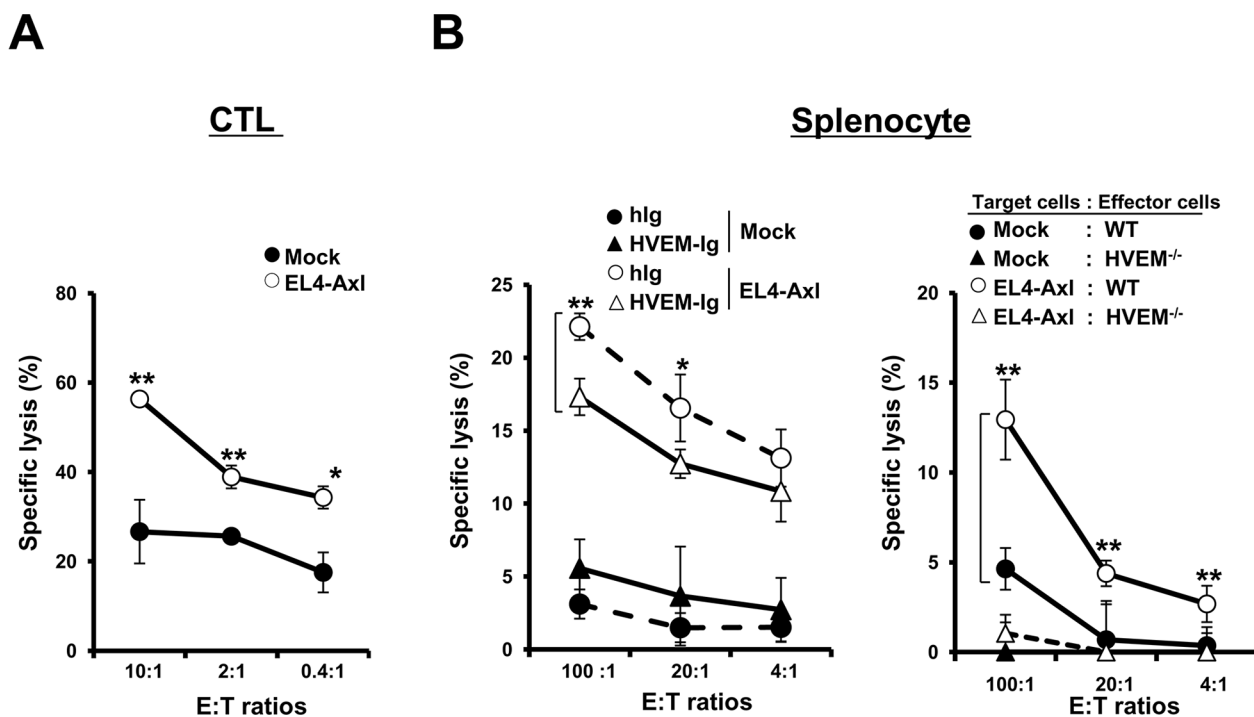 A
B
CTL
Splenocyte
Mock
EL4-Axl
80
60
40
20
0
**
**
*
10:1
2:1
0.4:1
E:T ratios
Specific lysis (%)
hIg
HVEM-Ig
Mock
hIg
HVEM-Ig
EL4-Axl
25
20
15
10
5
0
**
*
100 :1
20:1
4:1
E:T ratios
Specific lysis (%)
Target cells : Effector cells
Mock : WT
Mock : HVEM-/-
EL4-Axl : WT
EL4-Axl : HVEM-/-
20
15
10
5
0
**
**
**
100:1
20:1
4:1
E:T ratios
Specific lysis (%)